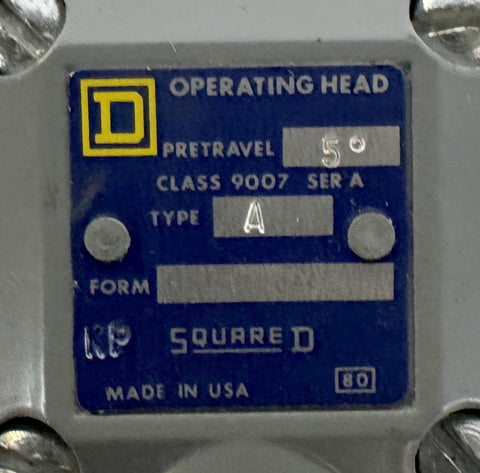 D OPERATING HEAD
PRETRAVEL 5°
CLASS 9007 SER A
TYPE A
FORM
KP SQUARE D
MADE IN USA 80